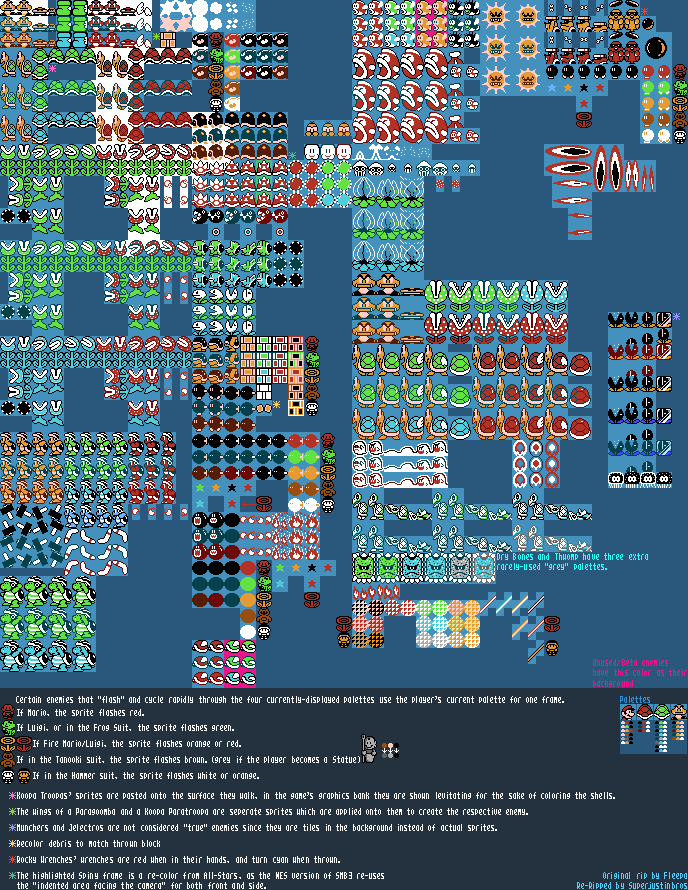 Dry Bones and Thwomp have three extra
rarely-used "grey" palettes.
Unused/Beta enemies
have this color as their
background
Certain enemies that "flash" and cycle rapidly through the four currently-displayed palettes use the player's current palette for one frame.
Palettes
If Mario, the sprite flashes red.
If Luigi, or in the Frog Suit, the sprite flashes green.
If Fire Mario/Luigi, the sprite flashes orange or red.
If in the Tanooki suit, the sprite flashes brown. (grey if the player becomes a Statue)
If in the Hammer suit, the sprite flashes white or orange.
Koopa Troopas' sprites are pasted onto the surface they walk, in the game's graphics bank they are shown levitating for the sake of coloring the shells.
The wings of a Paragoomba and a Koopa Paratroopa are seperate sprites which are applied onto them to create the respective enemy.
Munchers and Jelectros are not considered "true" enemies since they are tiles in the background instead of actual sprites.
Recolor debris to match thrown block
Rocky Wrenches' wrenches are red when in their hands, and turn cyan when thrown.
The highlighted Spiny frame is a re-color from All-Stars, as the NES version of SMB3 re-uses
the "indented area facing the camera" for both front and side.
Original rip by Fleepa
Re-Ripped by Superjustinbros